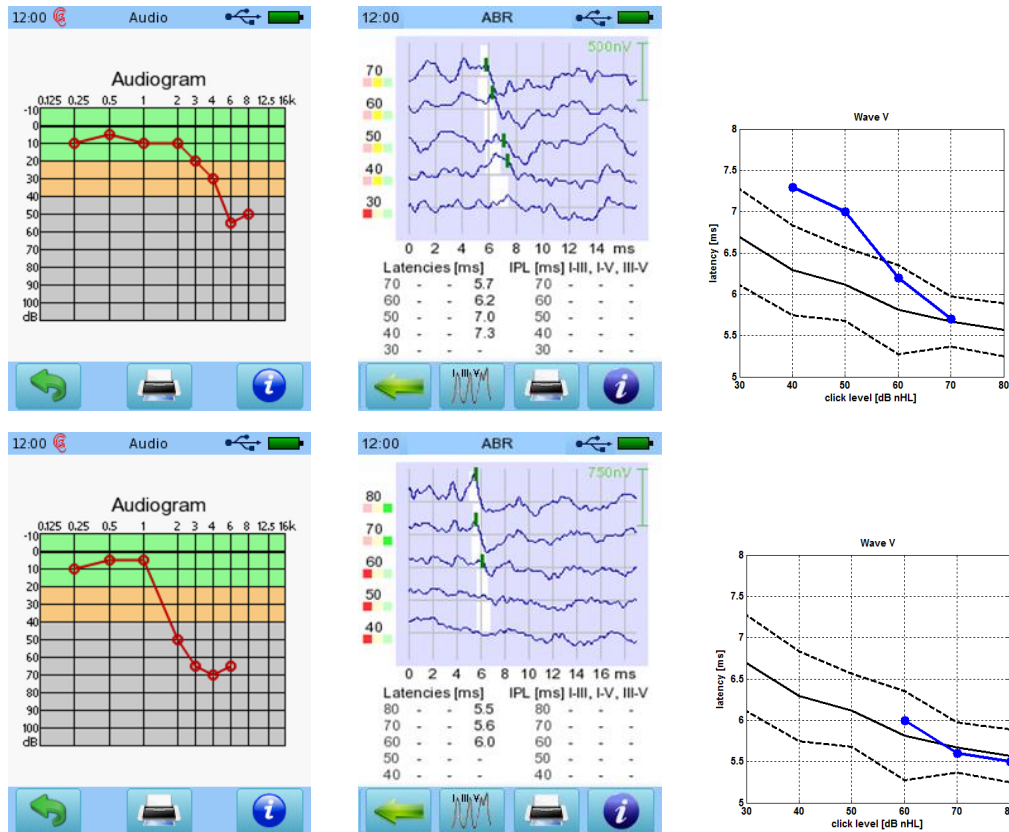 12:00 Audio
Audiogram
0.125 0.25 0.5 1 2 3 4 6 8 12.5 16k
-10
0
10
20
30
40
50
60
70
80
90
100
dB
12:00 ABR
500nV
70
60
50
40
30
0 2 4 6 8 10 12 14 ms
Latencies [ms] IPL [ms] I-III, I-V, III-V
70 - - 5.7 70 - - -
60 - - 6.2 60 - - -
50 - - 7.0 50 - - -
40 - - 7.3 40 - - -
30 - - - 30 - - -
I III V
Wave V
8
7.5
7
6.5
6
5.5
5
latency [ms]
30 40 50 60 70 80
click level [dB nHL]
12:00 Audio
Audiogram
0.125 0.25 0.5 1 2 3 4 6 8 12.5 16k
-10
0
10
20
30
40
50
60
70
80
90
100
dB
12:00 ABR
750nV
80
70
60
50
40
0 2 4 6 8 10 12 14 16 ms
Latencies [ms] IPL [ms] I-III, I-V, III-V
80 - - 5.5 80 - - -
70 - - 5.6 70 - - -
60 - - 6.0 60 - - -
50 - - - 50 - - -
40 - - - 40 - - -
I III V
Wave V
8
7.5
7
6.5
6
5.5
5
latency [ms]
30 40 50 60 70 80
click level [dB nHL]